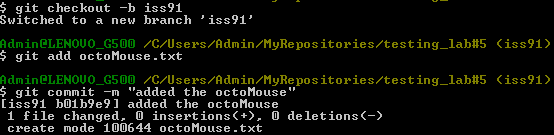 $ git checkout -b iss91
Switched to a new branch 'iss91'
Admin@LENOVO_G500 /C/Users/Admin/MyRepositories/testing_lab#5 (iss91)
$ git add octoMouse.txt
Admin@LENOVO_G500 /C/Users/Admin/MyRepositories/testing_lab#5 (iss91)
$ git commit -m "added the octoMouse"
[iss91 b01b9e9] added the octoMouse
1 file changed, 0 insertions(+), 0 deletions(-)
create mode 100644 octoMouse.txt